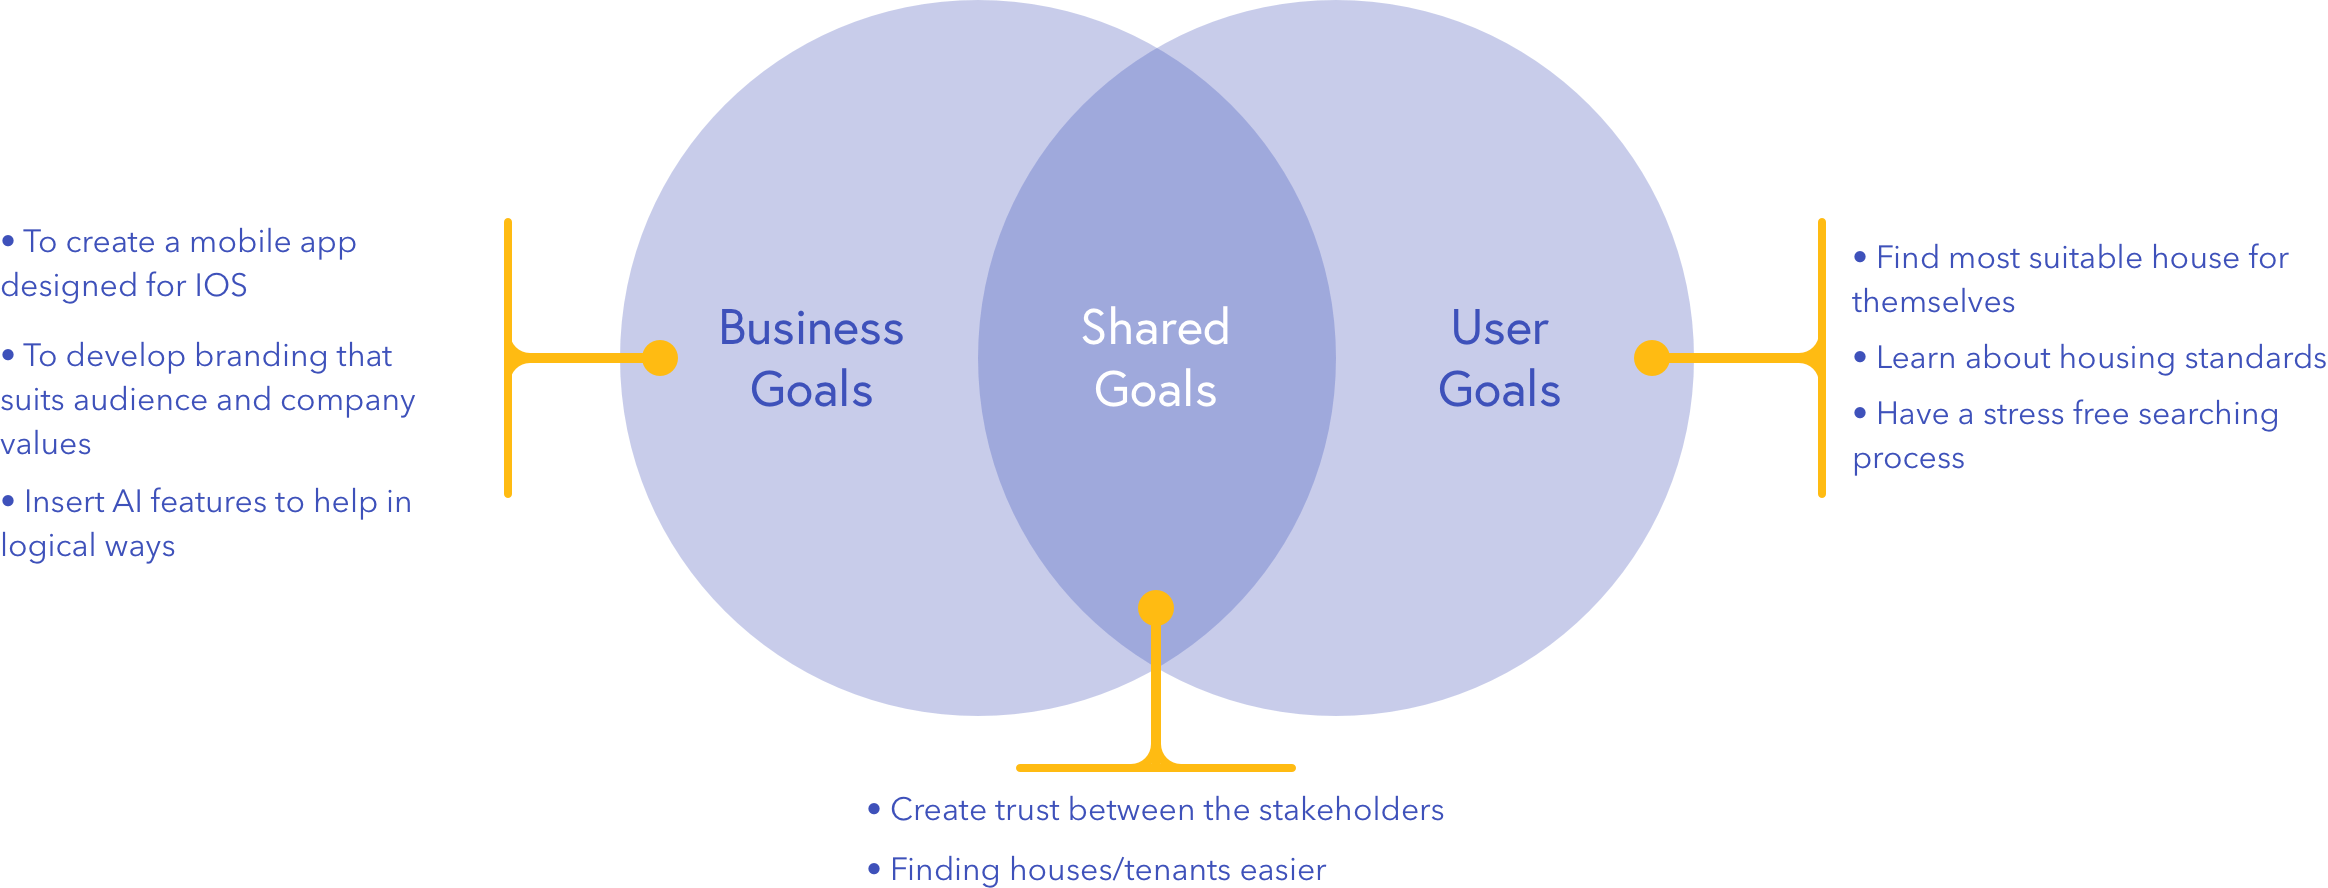 • To create a mobile app
designed for IOS
• To develop branding that
suits audience and company
values
• Insert AI features to help in
logical ways
Business
Goals
Shared
Goals
User
Goals
• Find most suitable house for
themselves
• Learn about housing standards
• Have a stress free searching
process
• Create trust between the stakeholders
• Finding houses/tenants easier